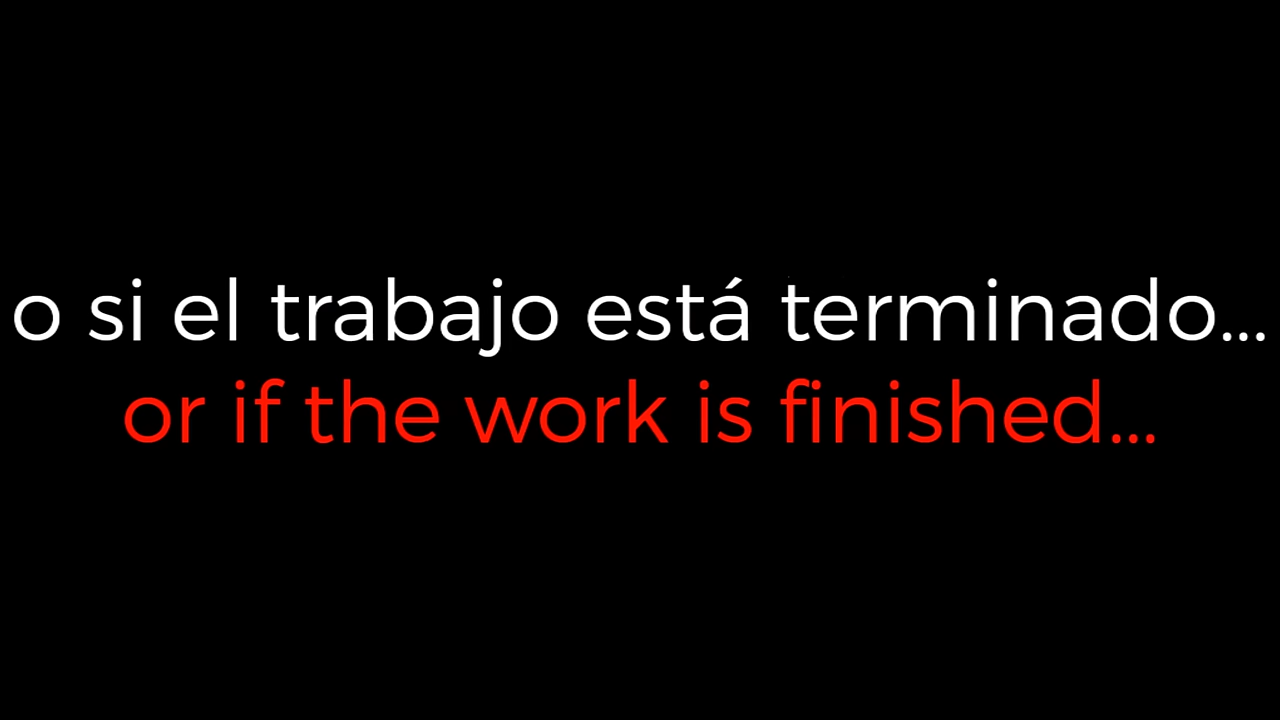 o si el trabajo está terminado...
or if the work is finished...